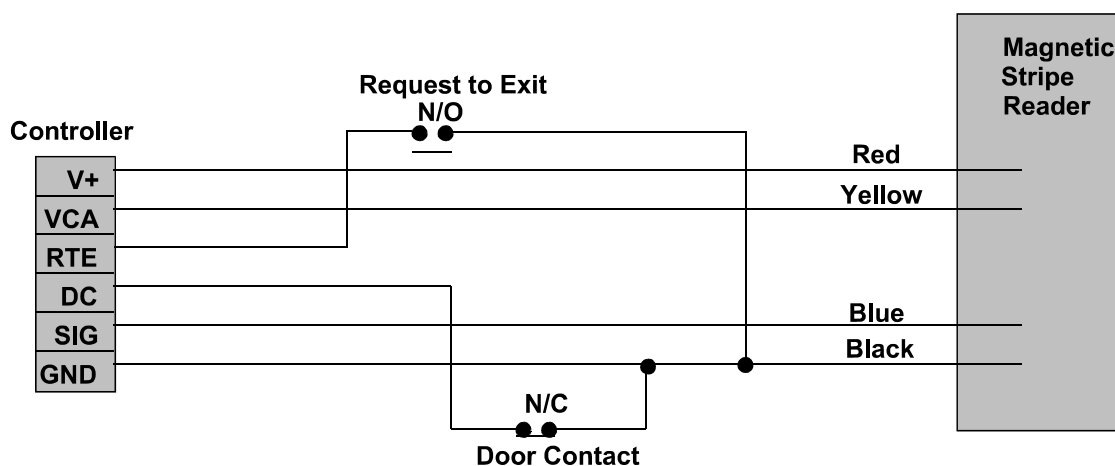 Magnetic
Stripe
Reader
Request to Exit
N/O
Controller
V+
VCA
RTE
DC
SIG
GND
Red
Yellow
Blue
Black
N/C
Door Contact